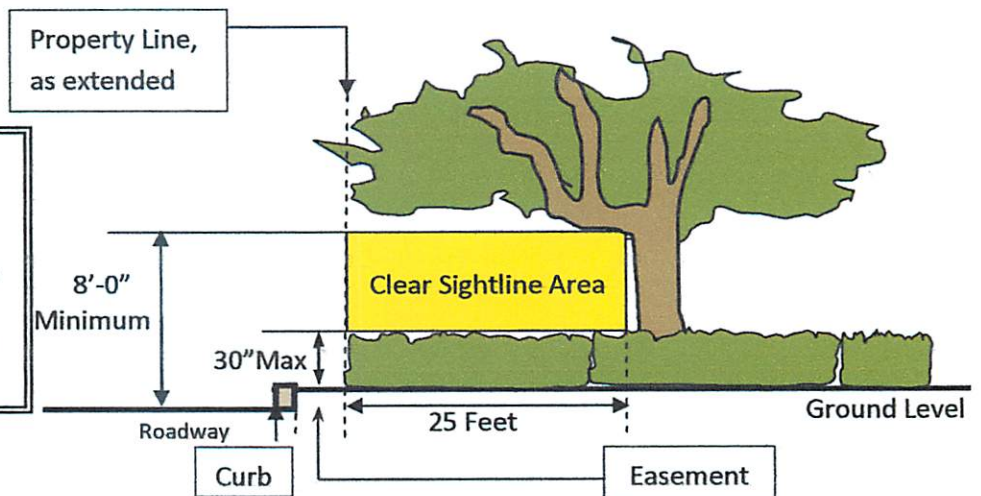 Property Line,
as extended
8'-0"
Minimum
Clear Sightline Area
30"Max
25 Feet
Ground Level
Roadway
Curb
Easement